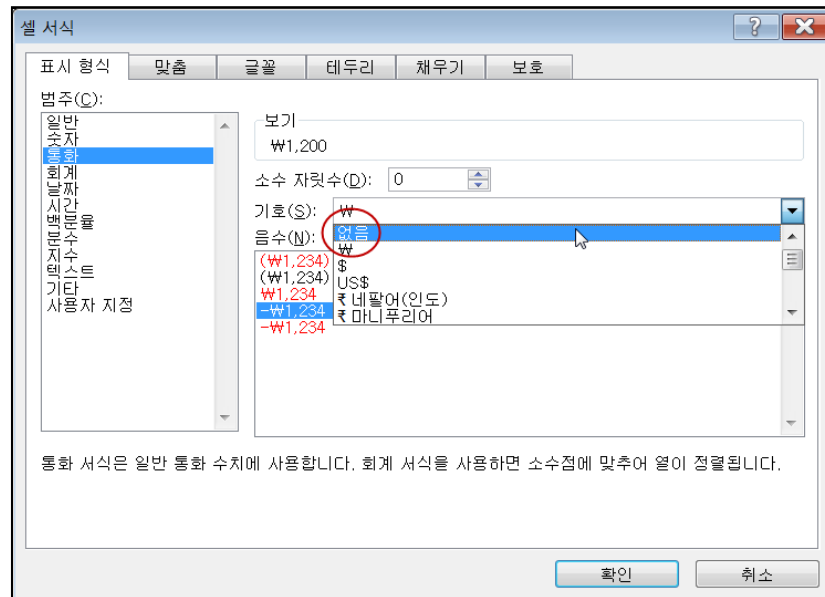 셀 서식
표시 형식 맞춤 글꼴 테두리 채우기 보호
범주(C):
일반
숫자
통화
회계
날짜
시간
백분율
분수
지수
텍스트
기타
사용자 지정
보기
₩1,200
소수 자릿수(D): 0
기호(S): ₩
없음
₩
$
US$
₹ 네팔어(인도)
₹ 마니푸리어
음수(N):
(₩1,234)
(₩1,234)
₩1,234
-₩1,234
-₩1,234
통화 서식은 일반 통화 수치에 사용합니다. 회계 서식을 사용하면 소수점에 맞추어 열이 정렬됩니다.
확인 취소